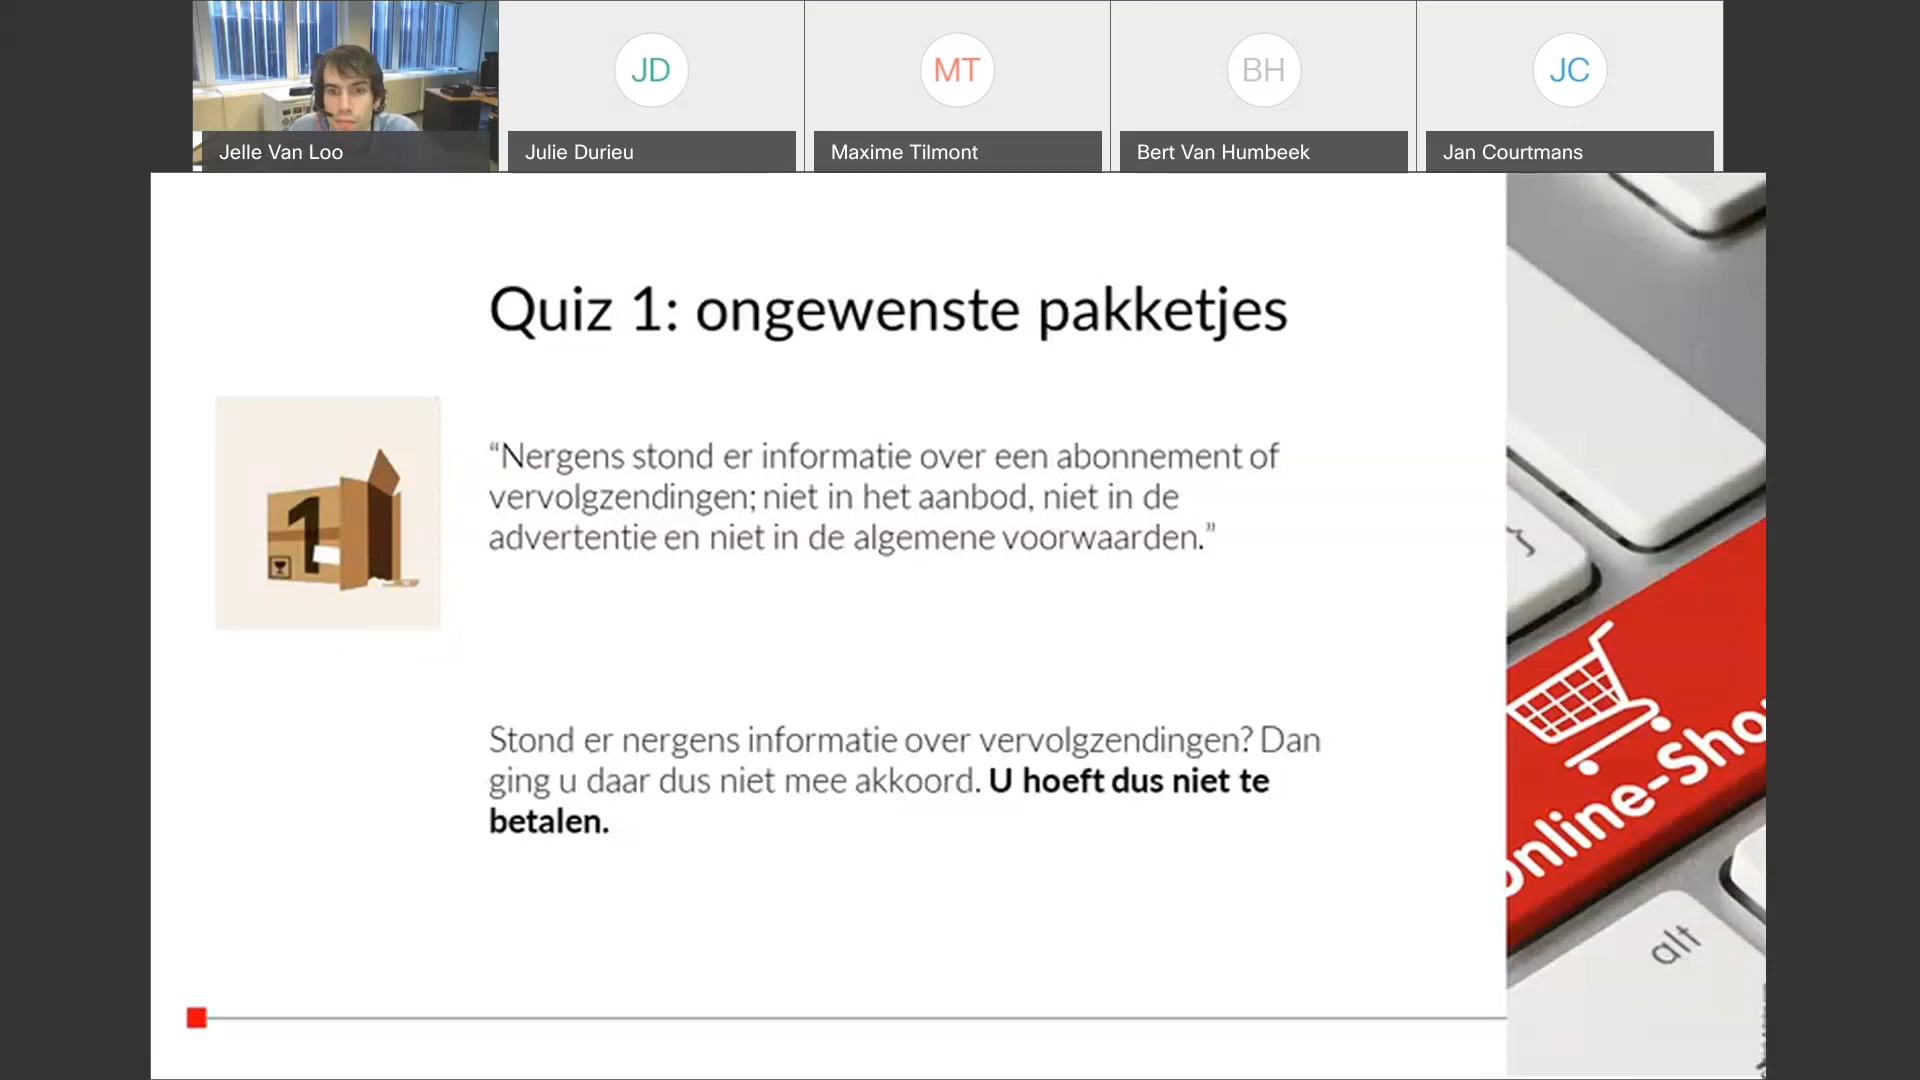 JD
MT
BH
JC
Jelle Van Loo
Julie Durieu
Maxime Tilmont
Bert Van Humbeek
Jan Courtmans
Quiz 1: ongewenste pakketjes
1
“Nergens stond er informatie over een abonnement of
vervolgzendingen; niet in het aanbod, niet in de
advertentie en niet in de algemene voorwaarden.”
Stond er nergens informatie over vervolgzendingen? Dan
ging u daar dus niet mee akkoord. U hoeft dus niet te
betalen.
Online-Sho
alt